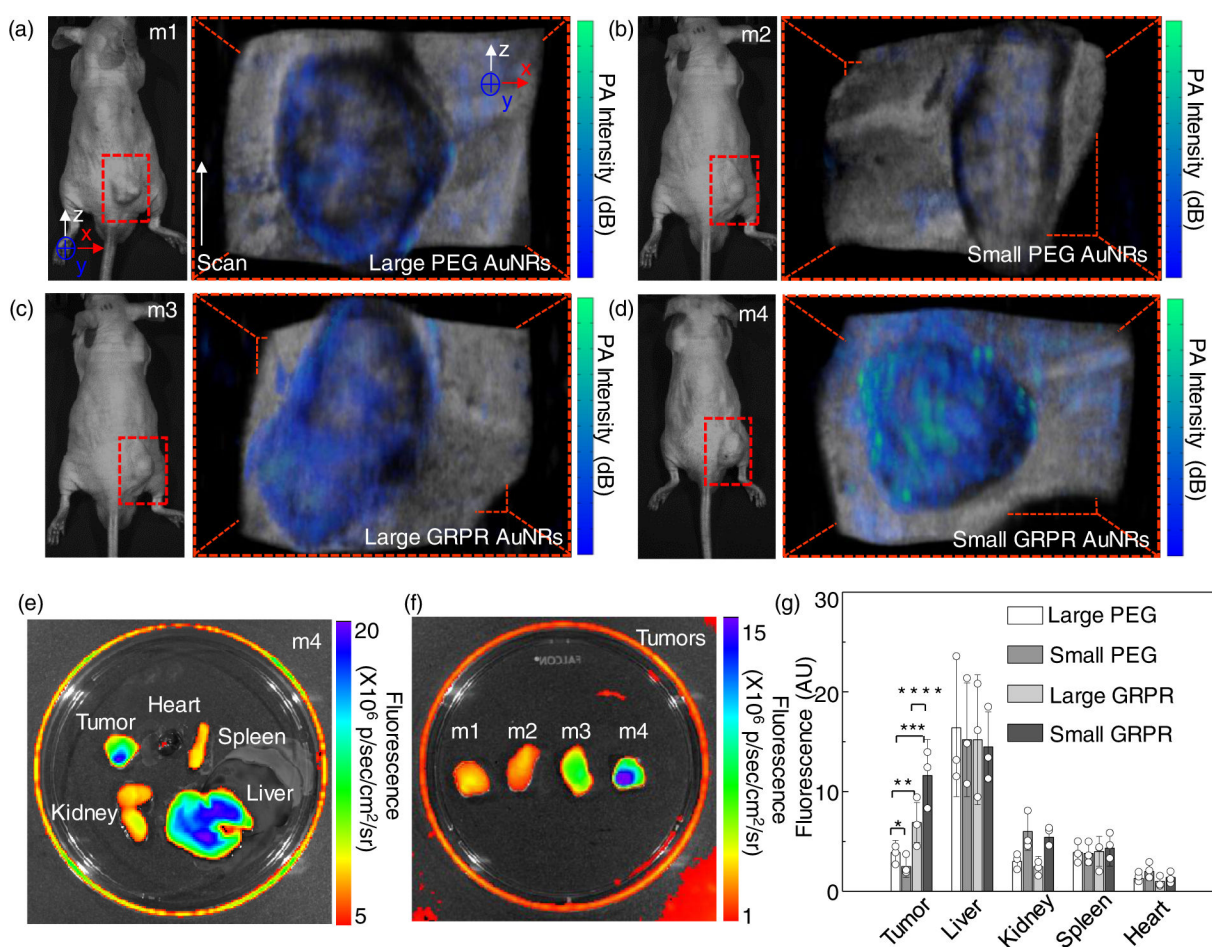 (a)
m1
z
x
y
z
x
y
Scan
Large PEG AuNRs
PA Intensity (dB)
(b)
m2
Small PEG AuNRs
PA Intensity (dB)
(c)
m3
Large GRPR AuNRs
PA Intensity (dB)
(d)
m4
Small GRPR AuNRs
PA Intensity (dB)
(e)
m4
Heart
Tumor
Spleen
Kidney
Liver
20
5
Fluorescence
(X10⁶ p/sec/cm²/sr)
(f)
Tumors
FALCON
m1 m2 m3 m4
15
1
Fluorescence
(X10⁶ p/sec/cm²/sr)
(g)
Fluorescence (AU)
30
20
10
0
Large PEG
Small PEG
Large GRPR
Small GRPR
****
***
**
*
Tumor
Liver
Kidney
Spleen
Heart